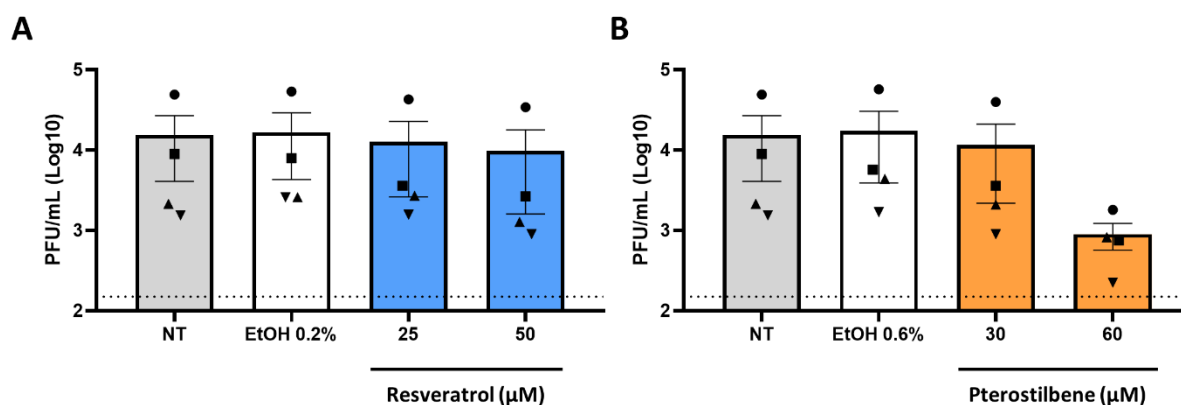 A
PFU/mL (Log10)
5
4
3
2
NT
EtOH 0.2%
25
50
Resveratrol (µM)
B
PFU/mL (Log10)
5
4
3
2
NT
EtOH 0.6%
30
60
Pterostilbene (µM)